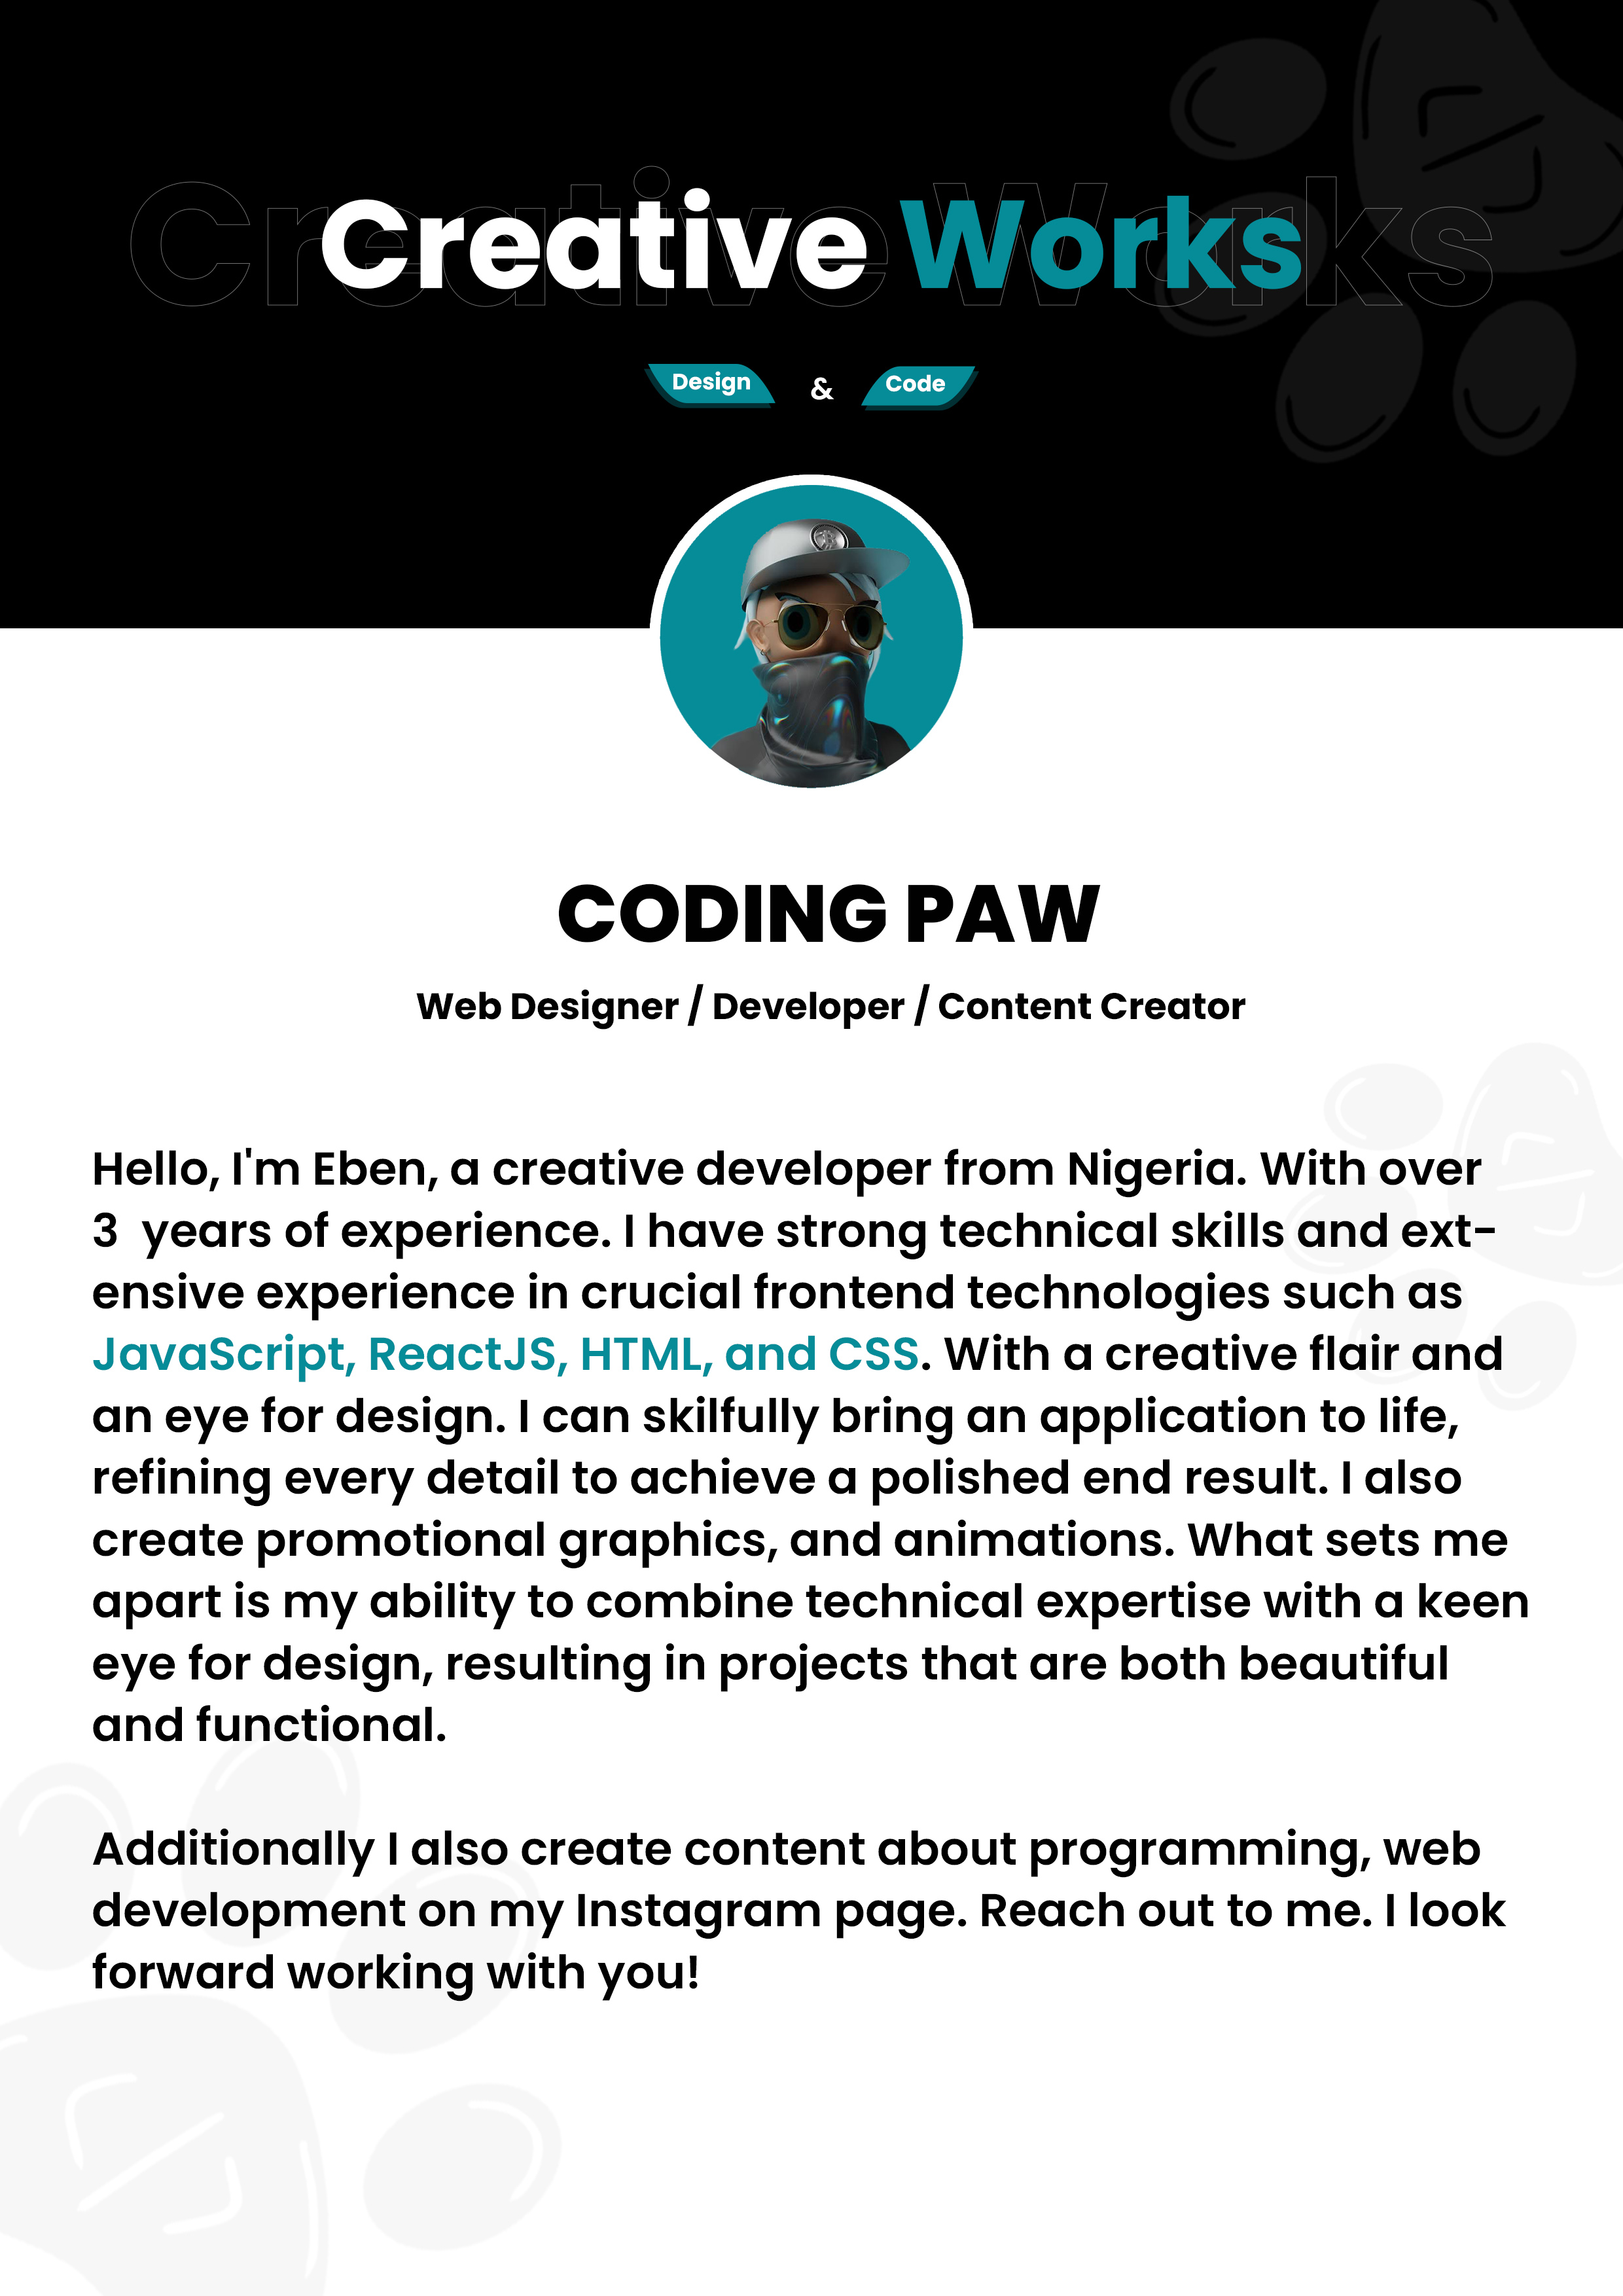 Creative Works
Creative Works
Design & Code
CODING PAW
Web Designer / Developer / Content Creator
Hello, I'm Eben, a creative developer from Nigeria. With over
3  years of experience. I have strong technical skills and ext-
ensive experience in crucial frontend technologies such as
JavaScript, ReactJS, HTML, and CSS. With a creative flair and
an eye for design. I can skilfully bring an application to life,
refining every detail to achieve a polished end result. I also
create promotional graphics, and animations. What sets me
apart is my ability to combine technical expertise with a keen
eye for design, resulting in projects that are both beautiful
and functional.
Additionally I also create content about programming, web
development on my Instagram page. Reach out to me. I look
forward working with you!